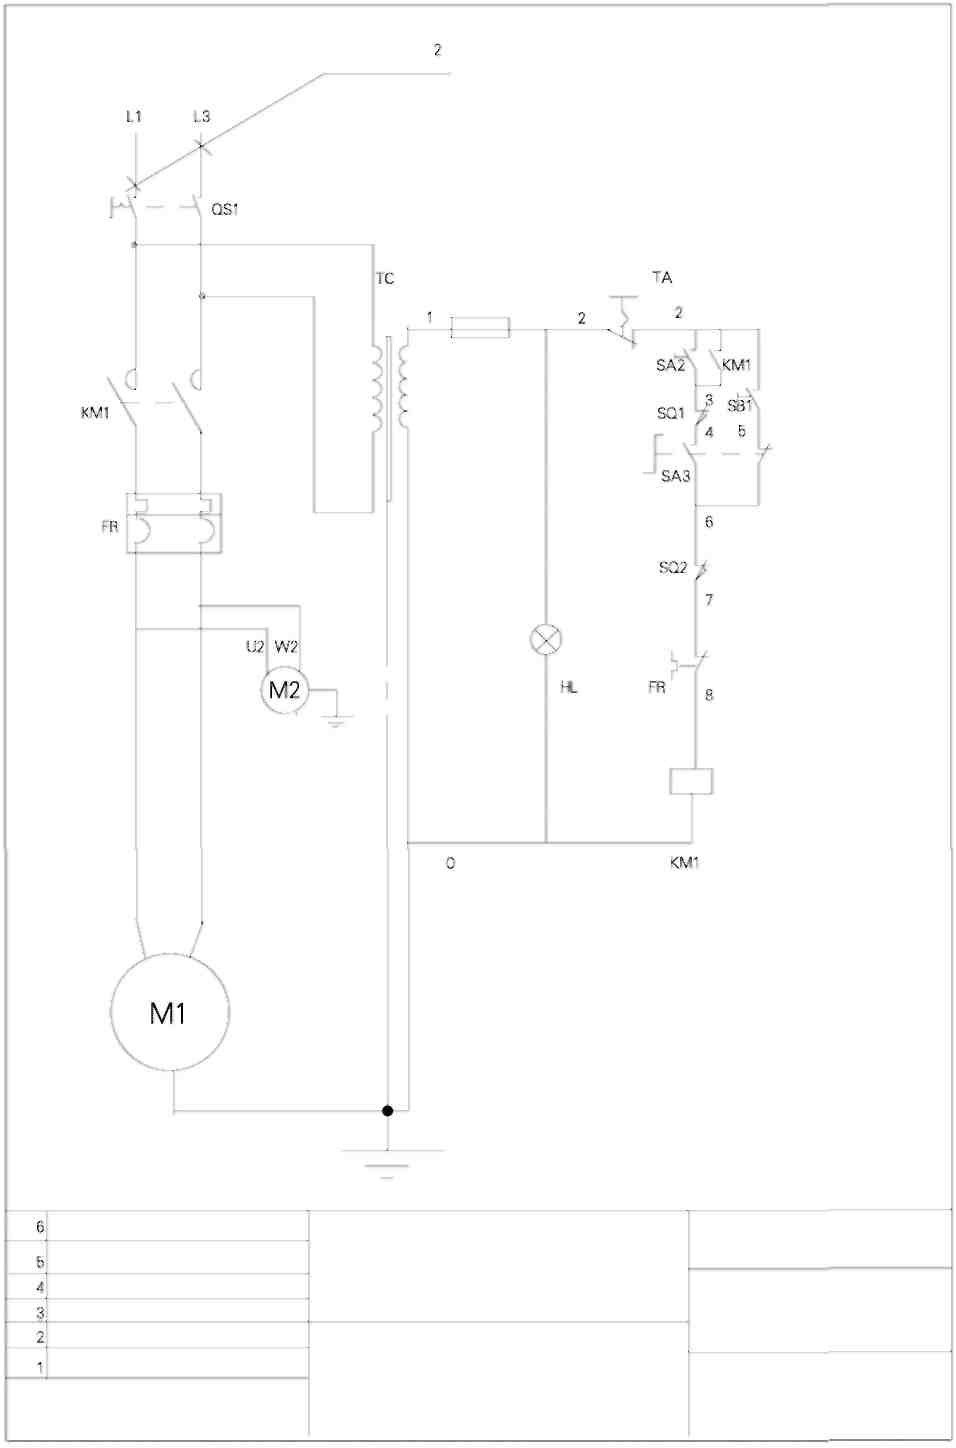 2
L1 L3
QS1
TC
TA
1
2
2
SA2
KM1
KM1
SQ1
3
SB1
4
5
SA3
FR
6
SQ2
7
U2 W2
M2
HL
FR
8
0
KM1
M1
6
5
4
3
2
1